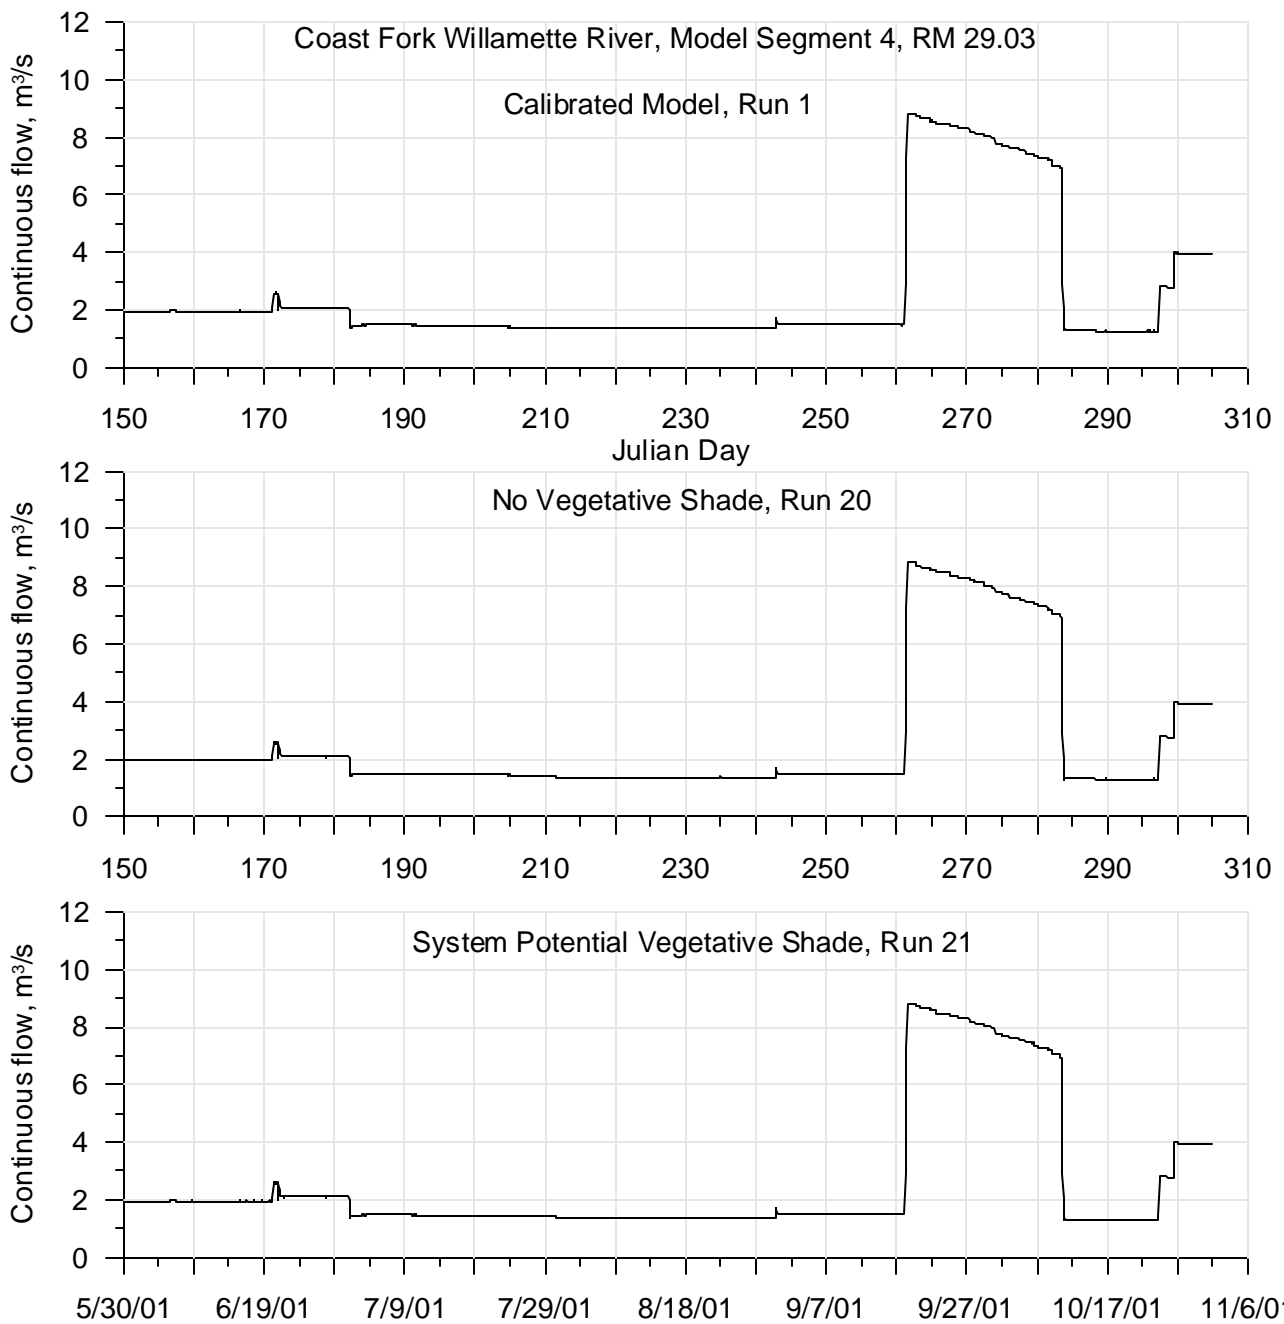 Coast Fork Willamette River, Model Segment 4, RM 29.03
Calibrated Model, Run 1
Continuous flow, m³/s
12
10
8
6
4
2
0
150 170 190 210 230 250 270 290 310
Julian Day
No Vegetative Shade, Run 20
Continuous flow, m³/s
12
10
8
6
4
2
0
150 170 190 210 230 250 270 290 310
System Potential Vegetative Shade, Run 21
Continuous flow, m³/s
12
10
8
6
4
2
0
5/30/01 6/19/01 7/9/01 7/29/01 8/18/01 9/7/01 9/27/01 10/17/01 11/6/01